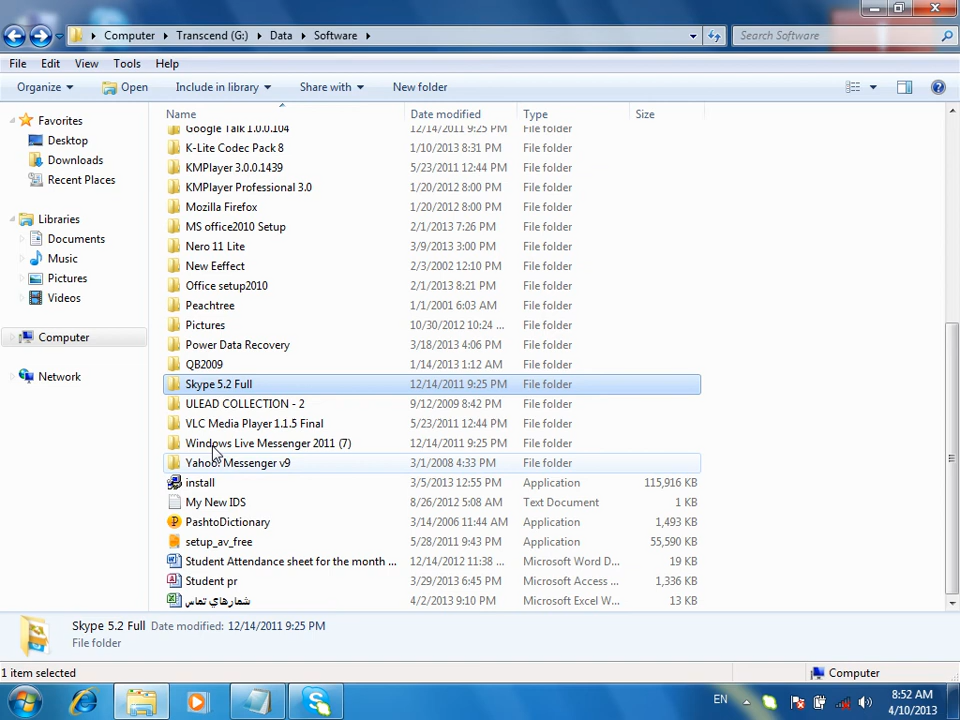 Computer Transcend (G:) Data Software
Search Software
File Edit View Tools Help
Organize Open Include in library Share with New folder
Name Date modified Type Size
Favorites
Desktop
Downloads
Recent Places
Libraries
Documents
Music
Pictures
Videos
Computer
Network
Google Talk 1.0.0.104 12/14/2011 9:25 PM File folder
K-Lite Codec Pack 8 1/10/2013 8:31 PM File folder
KMPlayer 3.0.0.1439 5/23/2011 12:44 PM File folder
KMPlayer Professional 3.0 1/20/2012 8:00 PM File folder
Mozilla Firefox 1/20/2012 8:00 PM File folder
MS office2010 Setup 2/1/2013 7:26 PM File folder
Nero 11 Lite 3/9/2013 3:00 PM File folder
New Eeffect 2/3/2002 12:10 PM File folder
Office setup2010 2/1/2013 8:21 PM File folder
Peachtree 1/1/2001 6:03 AM File folder
Pictures 10/30/2012 10:24 ... File folder
Power Data Recovery 3/18/2013 4:06 PM File folder
QB2009 1/14/2013 1:12 AM File folder
Skype 5.2 Full 12/14/2011 9:25 PM File folder
ULEAD COLLECTION - 2 9/12/2009 8:42 PM File folder
VLC Media Player 1.1.5 Final 5/23/2011 12:44 PM File folder
Windows Live Messenger 2011 (7) 12/14/2011 9:25 PM File folder
Yahoo! Messenger v9 3/1/2008 4:33 PM File folder
install 3/5/2013 12:55 PM Application 115,916 KB
My New IDS 8/26/2012 5:08 AM Text Document 1 KB
PashtoDictionary 3/14/2006 11:44 AM Application 1,493 KB
setup_av_free 5/28/2011 9:43 PM Application 55,590 KB
Student Attendance sheet for the month ... 12/14/2012 11:38 ... Microsoft Word D... 19 KB
Student pr 3/29/2013 6:45 PM Microsoft Access ... 1,336 KB
شمارهاي تماس 4/2/2013 9:10 PM Microsoft Excel W... 13 KB
Skype 5.2 Full Date modified: 12/14/2011 9:25 PM
File folder
1 item selected
Computer
EN
8:52 AM
4/10/2013